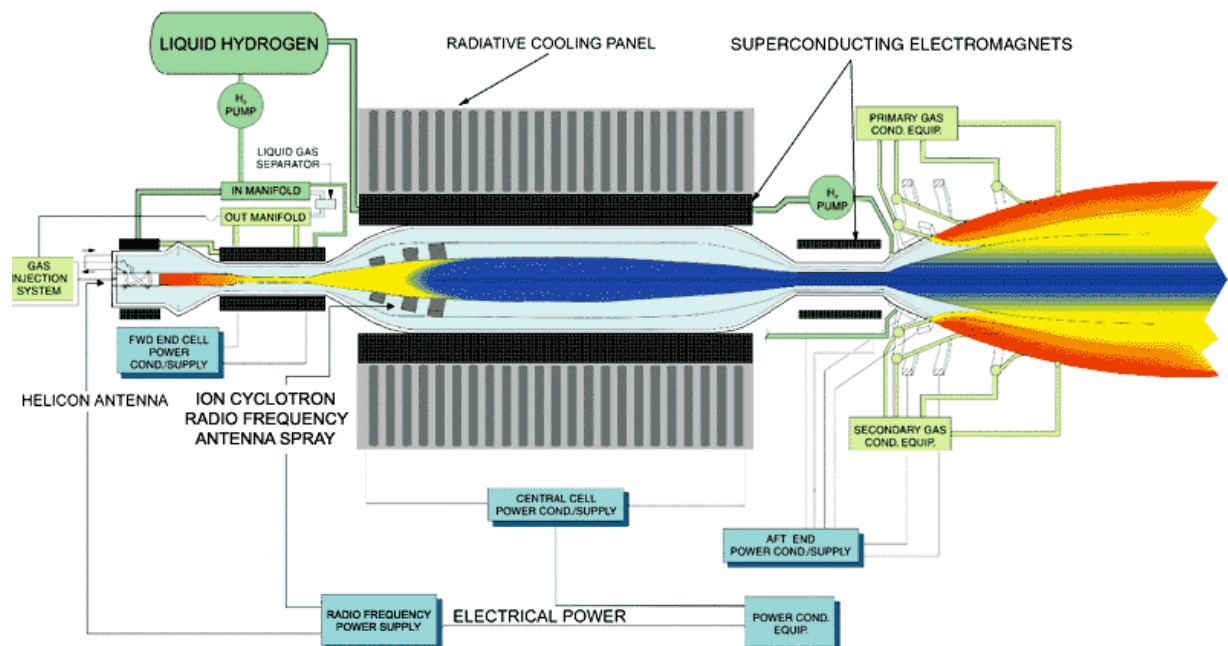 LIQUID HYDROGEN
RADIATIVE COOLING PANEL
SUPERCONDUCTING ELECTROMAGNETS
H₂
PUMP
PRIMARY GAS
COND. EQUIP.
LIQUID GAS
SEPARATOR
IN MANIFOLD
OUT MANIFOLD
H₂
PUMP
GAS
INJECTION
SYSTEM
FWD END CELL
POWER
COND./SUPPLY
HELICON ANTENNA
ION CYCLOTRON
RADIO FREQUENCY
ANTENNA SPRAY
SECONDARY GAS
COND. EQUIP.
CENTRAL CELL
POWER COND./SUPPLY
AFT END
POWER COND./SUPPLY
RADIO FREQUENCY
POWER SUPPLY
ELECTRICAL POWER
POWER COND.
EQUIP.